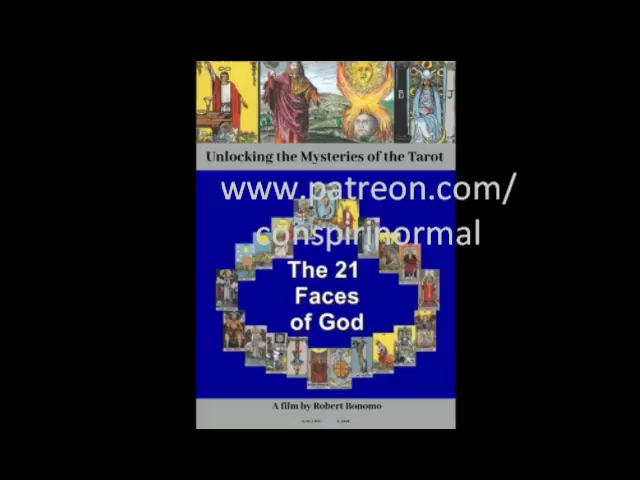 Unlocking the Mysteries of the Tarot
www.patreon.com/
conspirinormal
The 21
Faces
of God
A film by Robert Bonomo